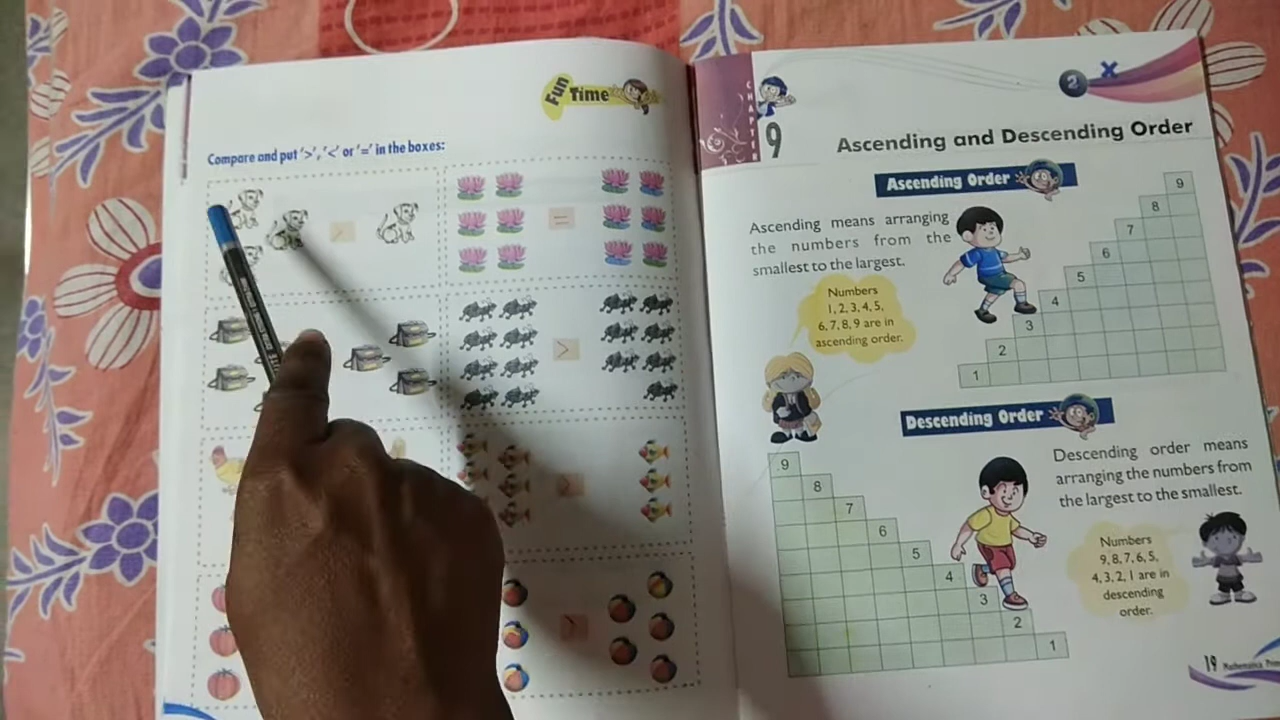 Fun Time
Compare and put '>', '<' or '=' in the boxes:
>
=
>
>
CHAPTER
9
2
Ascending and Descending Order
Ascending Order
Ascending means arranging
the numbers from the
smallest to the largest.
Numbers
1, 2, 3, 4, 5,
6, 7, 8, 9 are in
ascending order.
9
8
7
6
5
4
3
2
1
Descending Order
9
8
7
6
5
4
3
2
1
Descending order means
arranging the numbers from
the largest to the smallest.
Numbers
9, 8, 7, 6, 5,
4, 3, 2, 1 are in
descending
order.
19 Mathematics